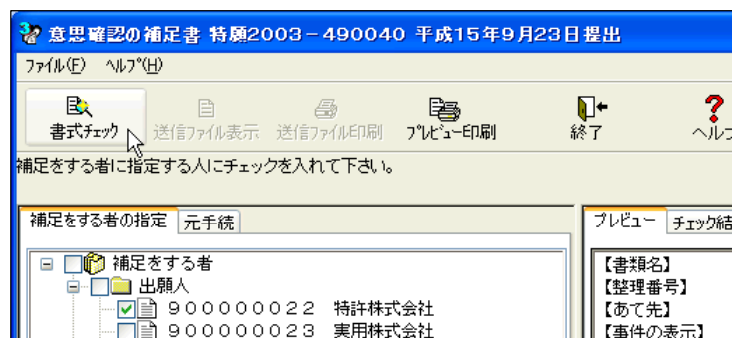 意思確認の補足書 特願2003-490040 平成15年9月23日提出
ファイル(F) ヘルプ(H)
書式チェック 送信ファイル表示 送信ファイル印刷 プレビュー印刷 終了 ヘルプ
補足をする者に指定する人にチェックを入れて下さい。
補足をする者の指定 元手続 プレビュー チェック結
補足をする者 【書類名】
出願人 【整理番号】
900000022 特許株式会社 【あて先】
900000023 実用株式会社 【事件の表示】